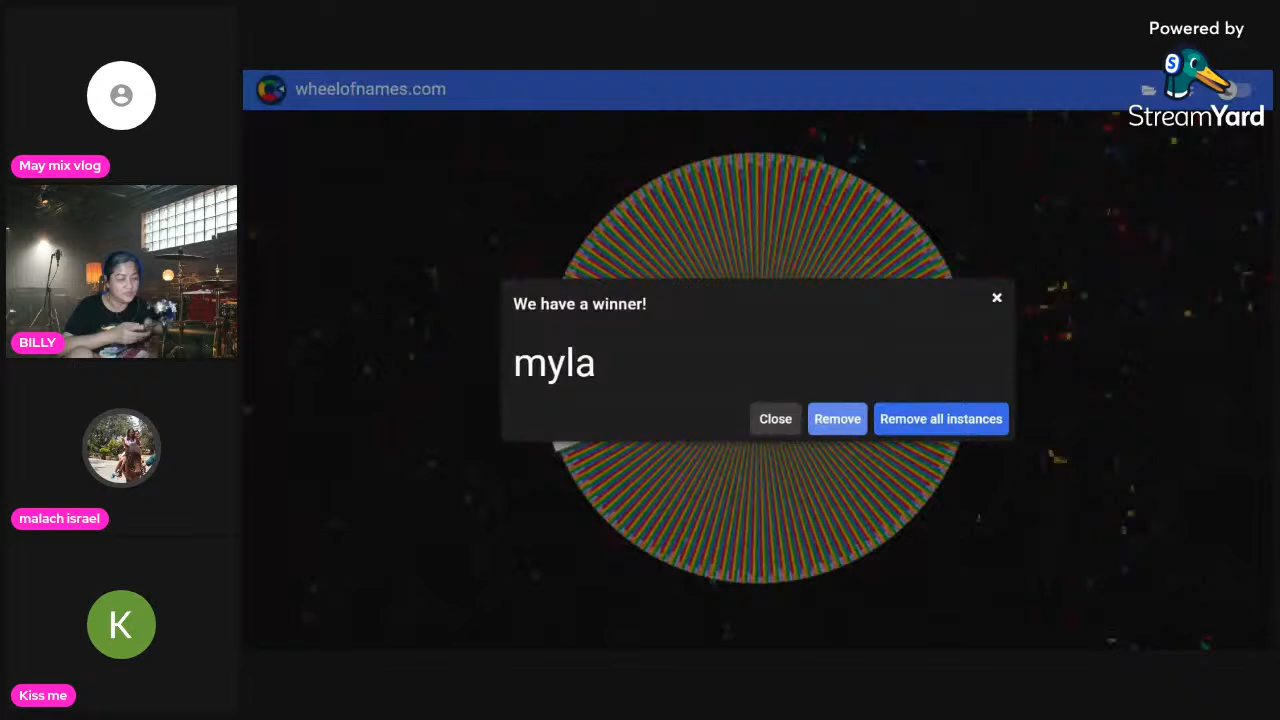 Powered by
StreamYard
wheelofnames.com
May mix vlog
BILLY
malach israel
K
Kiss me
We have a winner!
myla
Close
Remove
Remove all instances